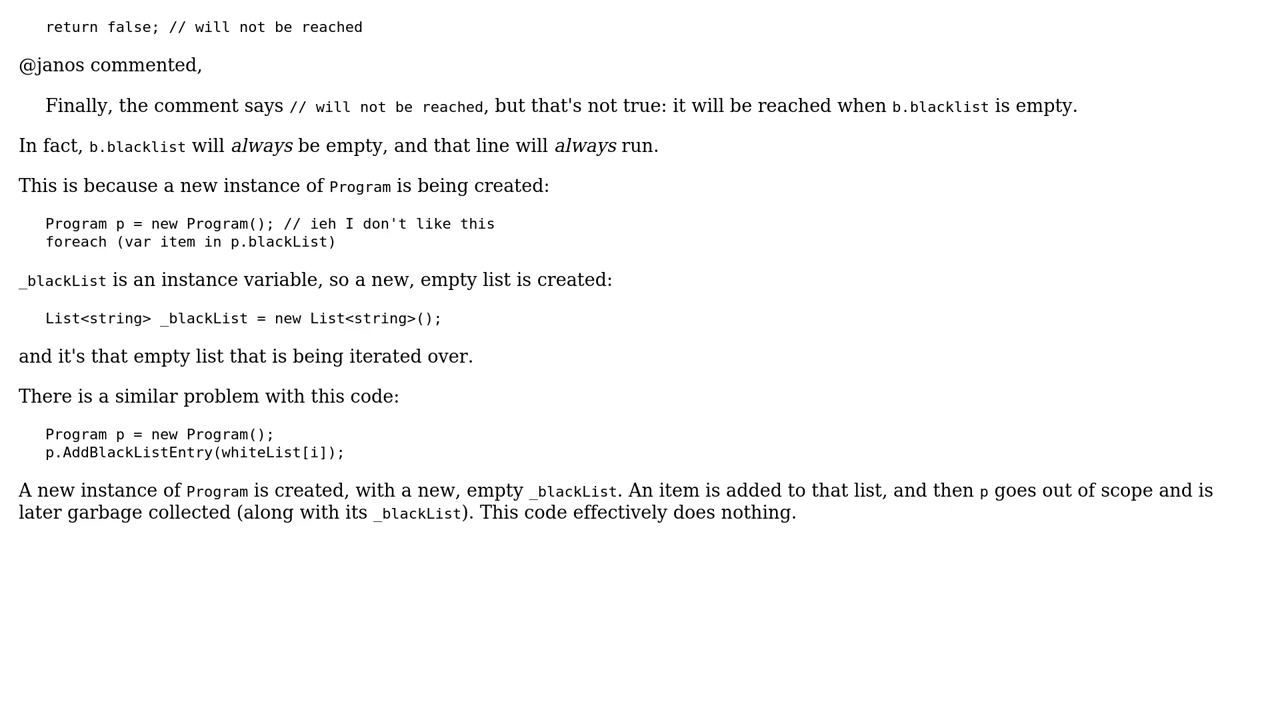 return false; // will not be reached
@janos commented,
Finally, the comment says // will not be reached, but that's not true: it will be reached when b.blacklist is empty.
In fact, b.blacklist will always be empty, and that line will always run.
This is because a new instance of Program is being created:
Program p = new Program(); // ieh I don't like this
foreach (var item in p.blackList)
_blackList is an instance variable, so a new, empty list is created:
List<string> _blackList = new List<string>();
and it's that empty list that is being iterated over.
There is a similar problem with this code:
Program p = new Program();
p.AddBlackListEntry(whiteList[i]);
A new instance of Program is created, with a new, empty _blackList. An item is added to that list, and then p goes out of scope and is
later garbage collected (along with its _blackList). This code effectively does nothing.